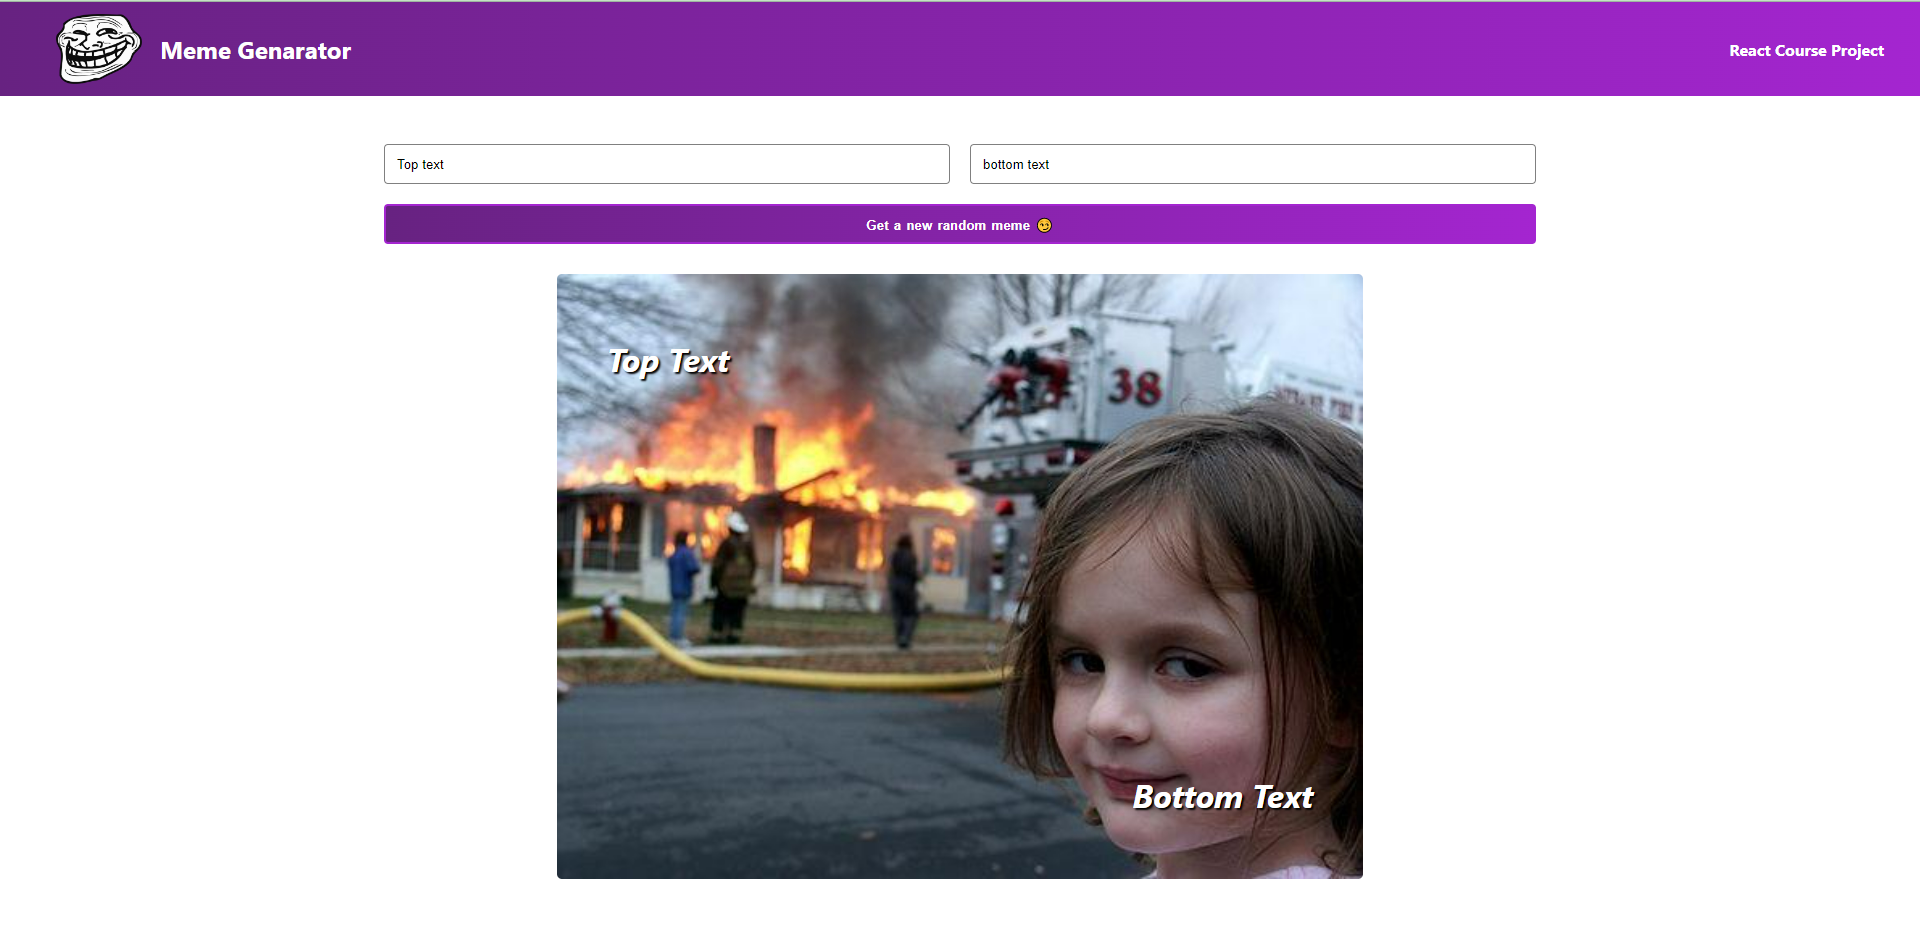 Meme Genarator
React Course Project
Top text
bottom text
Get a new random meme 😏
Top Text
38
Bottom Text